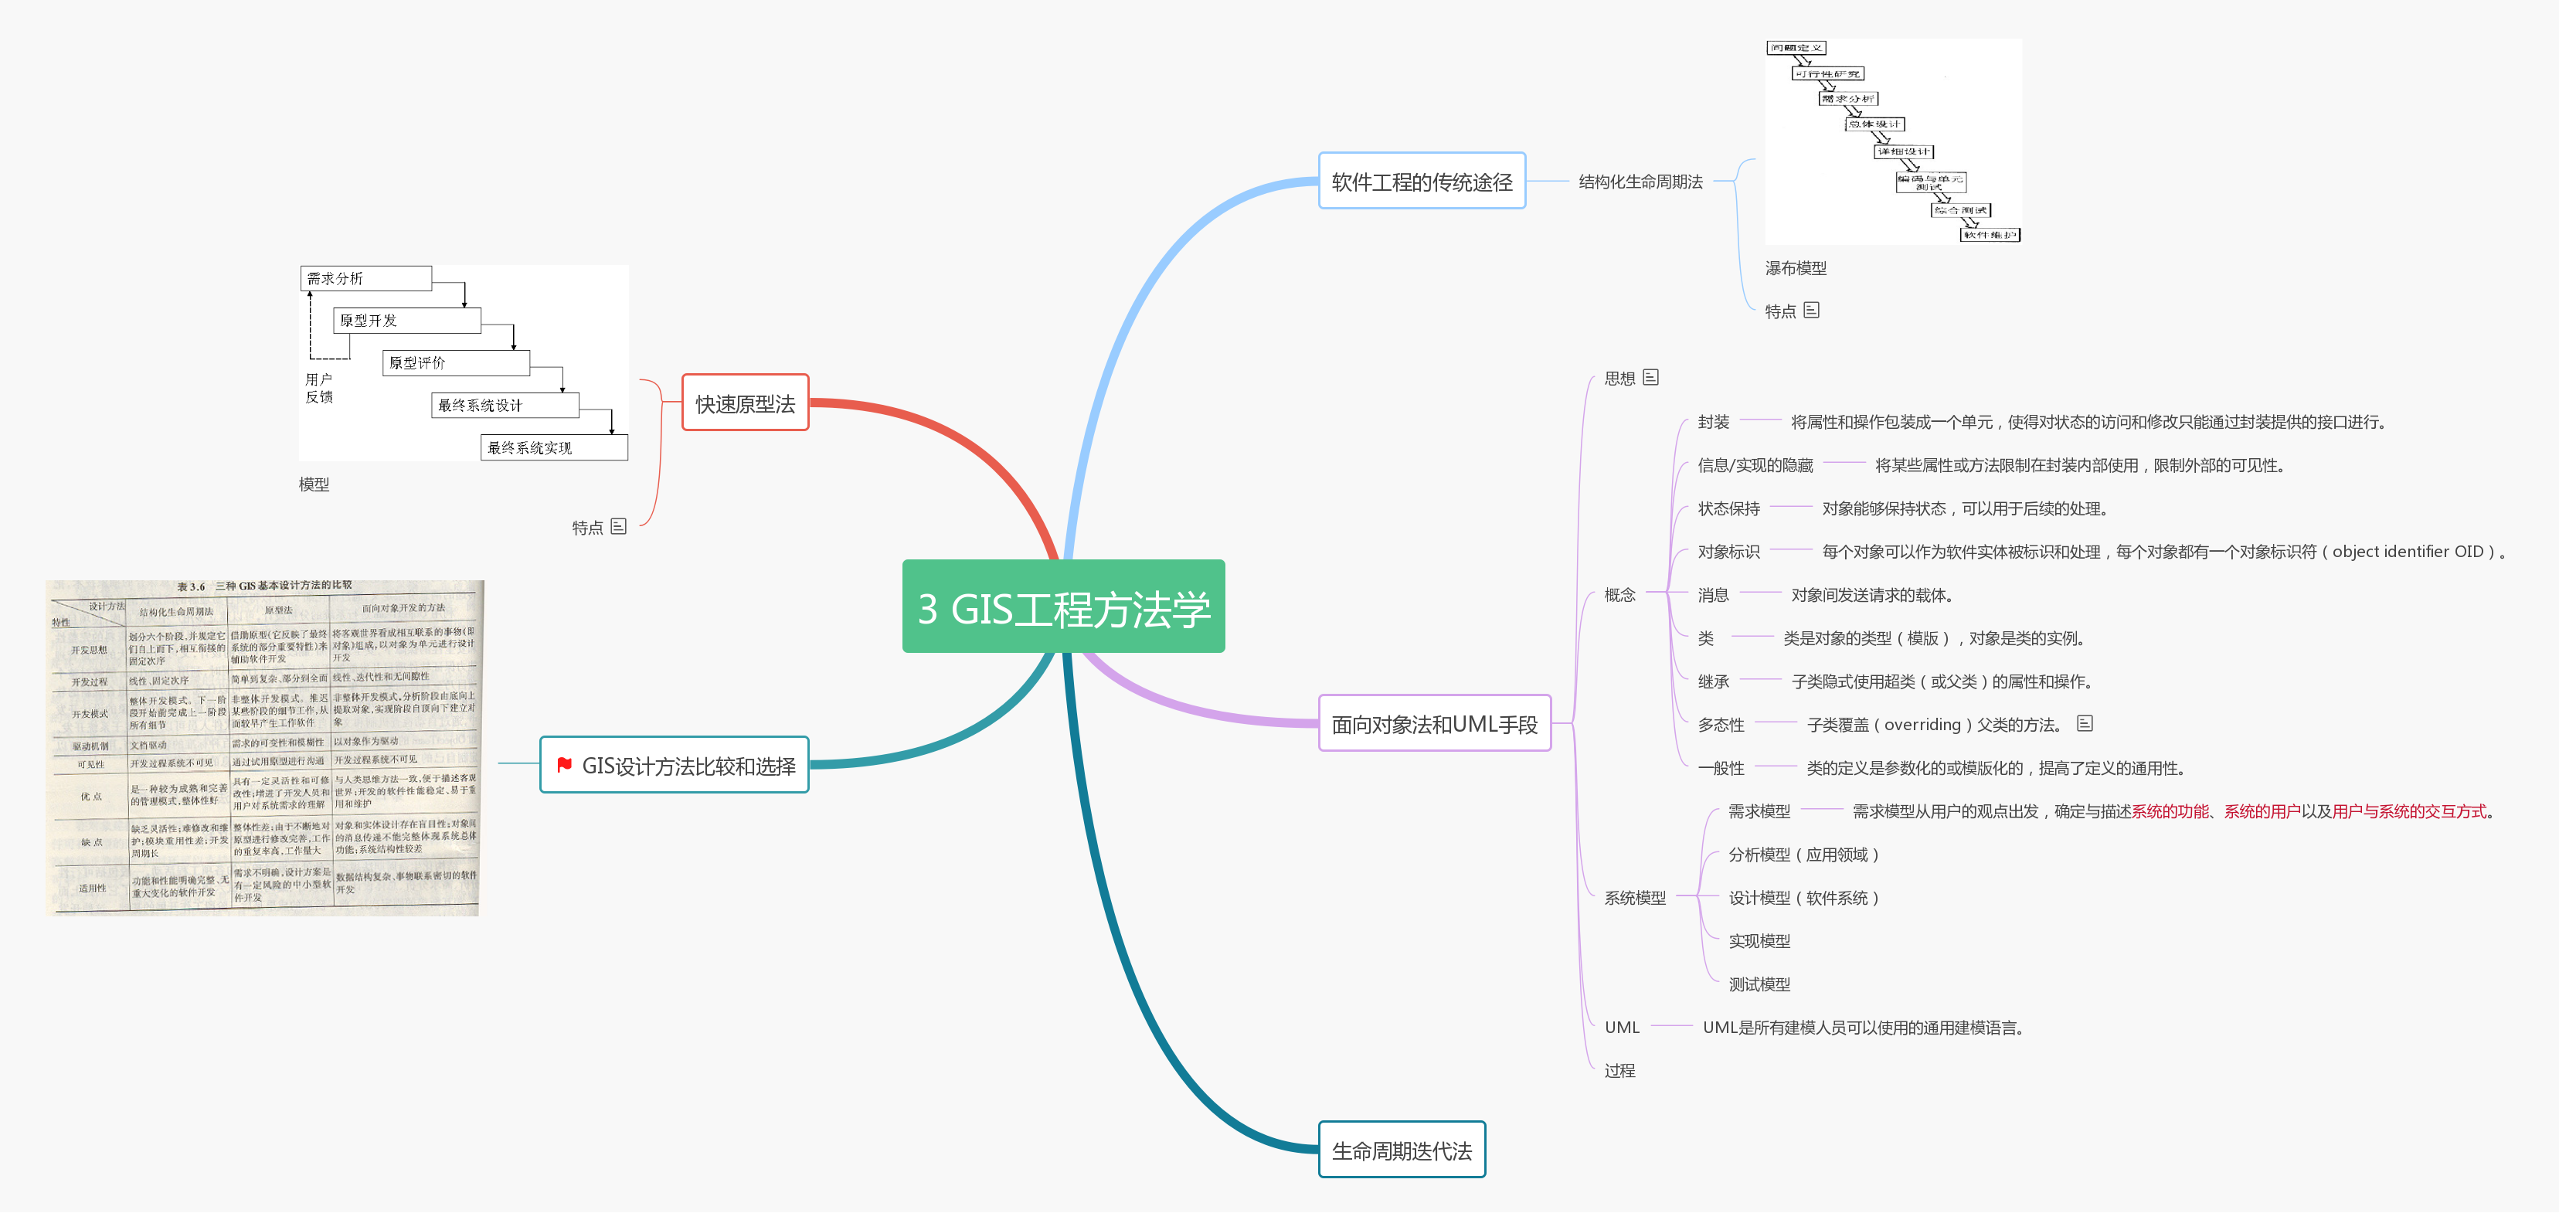 3 GIS工程方法学
软件工程的传统途径
结构化生命周期法
问题定义
可行性研究
需求分析
总体设计
详细设计
编码与单元
测试
综合测试
软件维护
瀑布模型
特点
面向对象法和UML手段
思想
概念
封装
将属性和操作包装成一个单元，使得对状态的访问和修改只能通过封装提供的接口进行。
信息/实现的隐藏
将某些属性或方法限制在封装内部使用，限制外部的可见性。
状态保持
对象能够保持状态，可以用于后续的处理。
对象标识
每个对象可以作为软件实体被标识和处理，每个对象都有一个对象标识符（object identifier OID）。
消息
对象间发送请求的载体。
类
类是对象的类型（模版），对象是类的实例。
继承
子类隐式使用超类（或父类）的属性和操作。
多态性
子类覆盖（overriding）父类的方法。
一般性
类的定义是参数化的或模版化的，提高了定义的通用性。
系统模型
需求模型
需求模型从用户的观点出发，确定与描述系统的功能、系统的用户以及用户与系统的交互方式。
分析模型（应用领域）
设计模型（软件系统）
实现模型
测试模型
UML
UML是所有建模人员可以使用的通用建模语言。
过程
生命周期迭代法
快速原型法
需求分析
原型开发
原型评价
最终系统设计
最终系统实现
用户
反馈
模型
特点
GIS设计方法比较和选择
表 3.6 三种 GIS 基本设计方法的比较
设计方法
特性
结构化生命周期法
原型法
面向对象开发的方法
开发思想
划分六个阶段,并规定它
们自上而下,相互衔接的
固定次序
借助原型(它反映了最终
系统的部分重要特性)来
辅助软件开发
将客观世界看成相互联系的事物(即
对象)组成,以对象为单元进行设计
开发
开发过程
线性、固定次序
简单到复杂、部分到全面
线性、迭代性和无间隙性
开发模式
整体开发模式。下一阶
段开始前完成上一阶段
所有细节
非整体开发模式。推迟
某些阶段的细节工作,从
而较早产生工作软件
非整体开发模式,分析阶段由底向上
提取对象,实现阶段自顶向下建立对
象
驱动机制
文档驱动
需求的可变性和模糊性
以对象作为驱动
可见性
开发过程系统不可见
通过试用原型进行沟通
开发过程系统不可见
优 点
是一种较为成熟和完善
的管理模式,整体性好
具有一定灵活性和可修
改性;增进了开发人员和
用户对系统需求的理解
与人类思维方法一致,便于描述客观
世界;开发的软件性能稳定、易于重
用和维护
缺 点
缺乏灵活性;难修改和维
护;模块重用性差;开发
周期长
整体性差;由于不断地对
原型进行修改完善,工作
的重复率高,工作量大
对象和实体设计存在盲目性;对象间
的消息传递不能完整体现系统总体
功能;系统结构性较差
适用性
功能和性能明确完整、无
重大变化的软件开发
需求不明确,设计方案
有一定风险的中小型软
件开发
数据结构复杂、事物联系密切的软件
开发